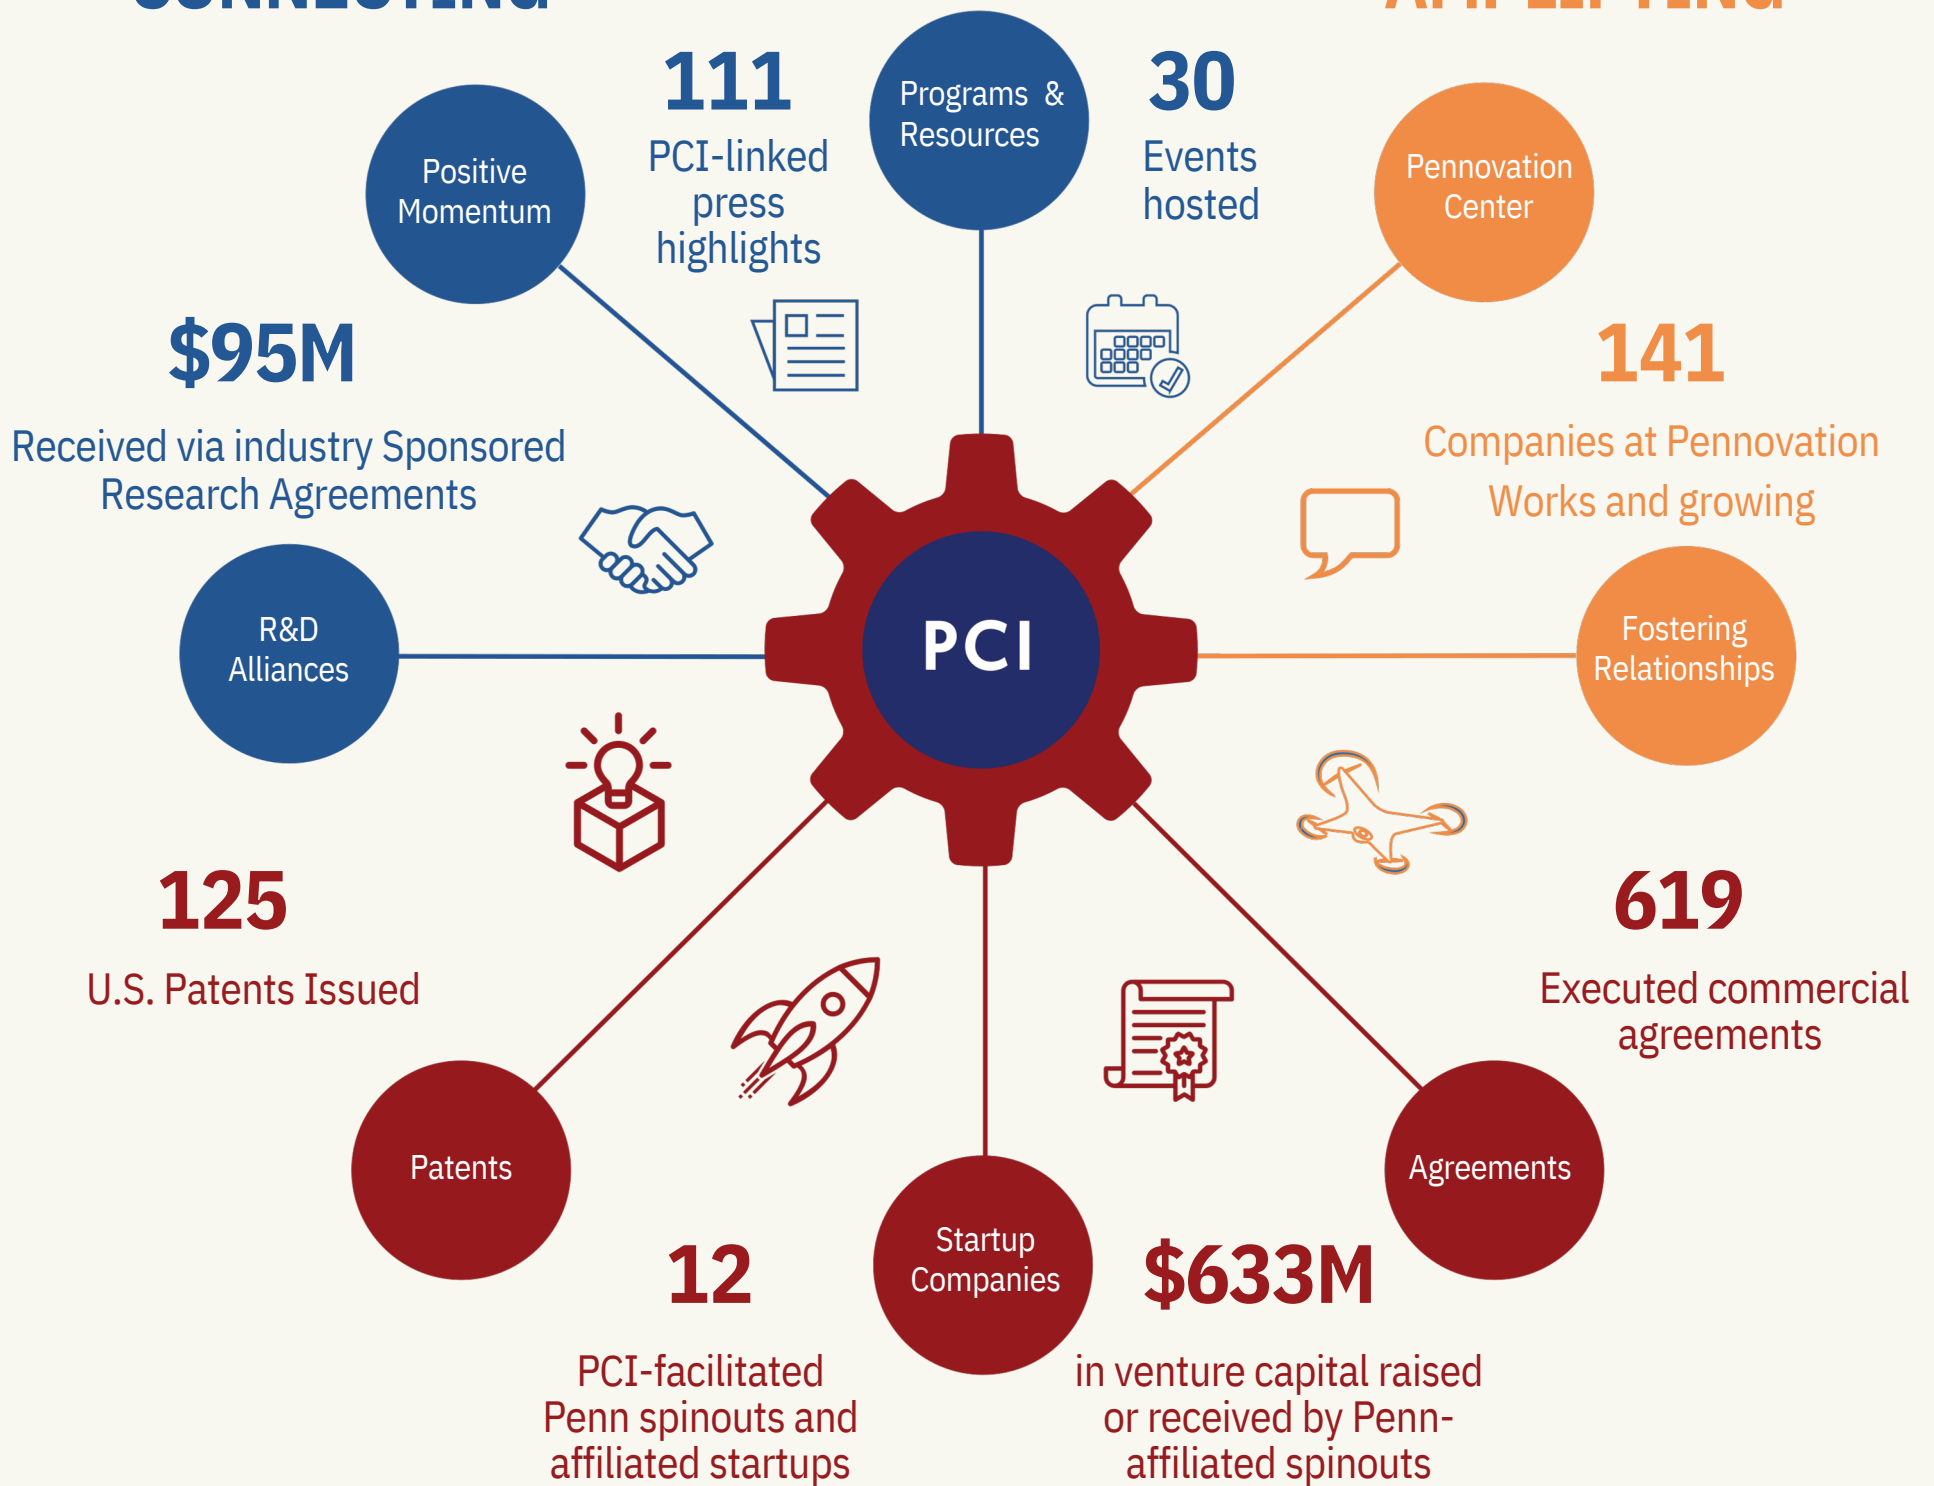 CONNECTING
AMPLIFYING
111
PCI-linked
press
highlights
Programs &
Resources
30
Events
hosted
Positive
Momentum
Pennovation
Center
$95M
Received via industry Sponsored
Research Agreements
141
Companies at Pennovation
Works and growing
R&D
Alliances
PCI
Fostering
Relationships
125
U.S. Patents Issued
619
Executed commercial
agreements
Patents
Agreements
12
PCI-facilitated
Penn spinouts and
affiliated startups
Startup
Companies
$633M
in venture capital raised
or received by Penn-
affiliated spinouts